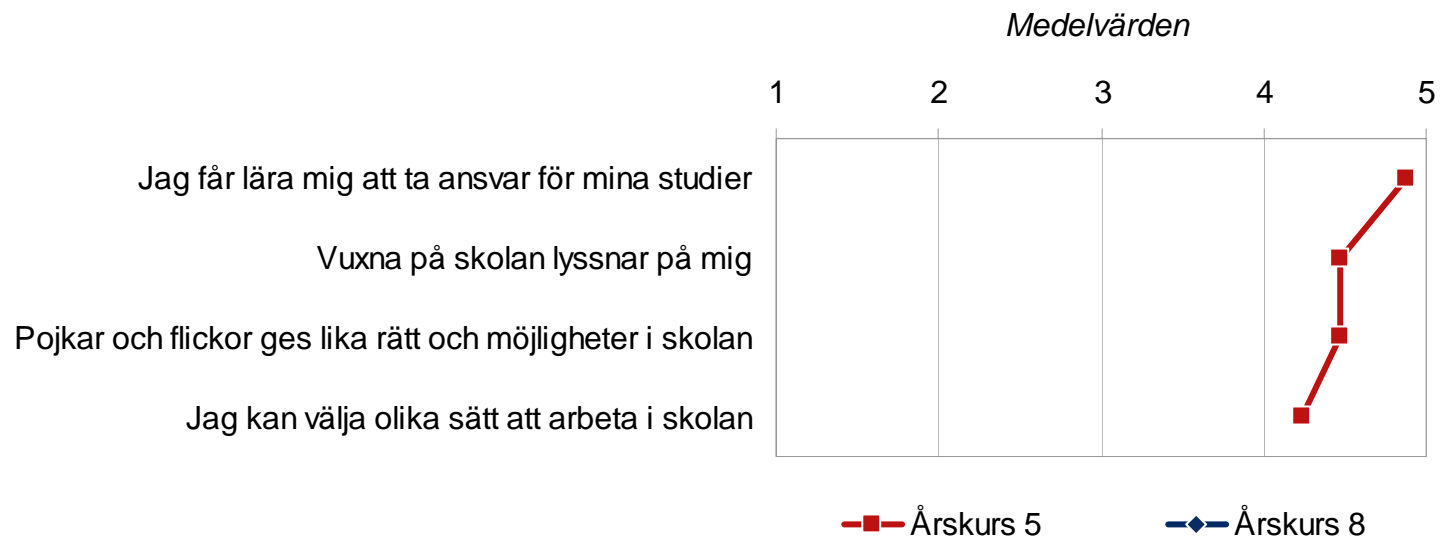 Medelvärden
1 2 3 4 5
Jag får lära mig att ta ansvar för mina studier
Vuxna på skolan lyssnar på mig
Pojkar och flickor ges lika rätt och möjligheter i skolan
Jag kan välja olika sätt att arbeta i skolan
Årskurs 5 Årskurs 8